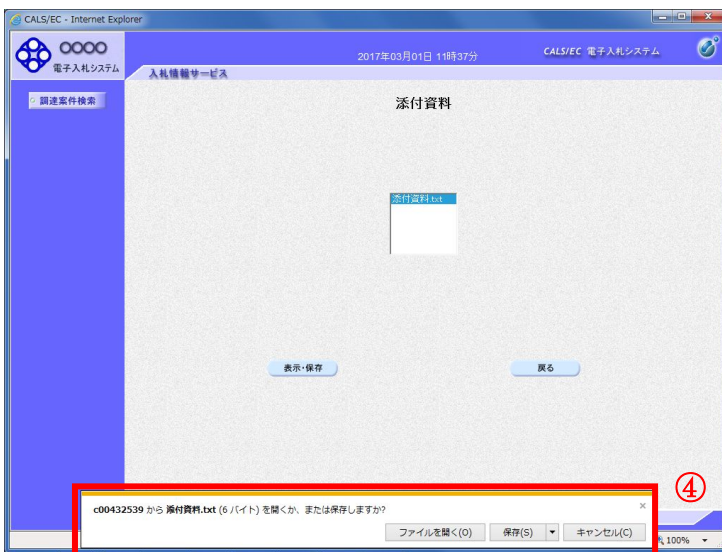 CALS/EC - Internet Explorer
OOOO
電子入札システム
2017年03月01日 11時37分
CALS/EC 電子入札システム
入札情報サービス
調達案件検索
添付資料
添付資料.txt
表示・保存
戻る
④
c00432539 から 添付資料.txt (6 バイト) を開くか、または保存しますか?
×
ファイルを開く(O)
保存(S)
▼
キャンセル(C)
100%